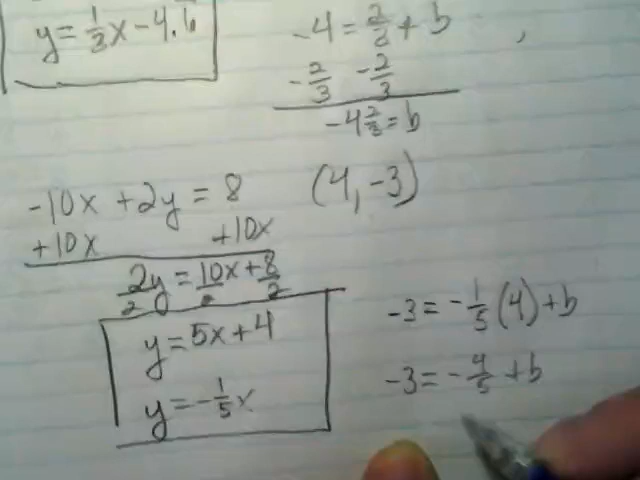 y = 1/3x - 4.6
-4 = 2/3 + b
-2/3 -2/3
-4 2/3 = b
-10x + 2y = 8 (4, -3)
+10x +10x
2y/2 = 10x/2 + 8/2
y = 5x + 4
y = -1/5x
-3 = -1/5(4) + b
-3 = -4/5 + b